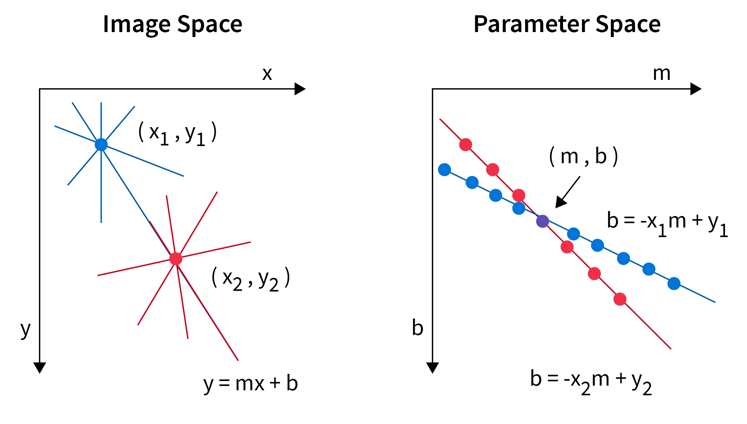 Image Space
x
(x₁,y₁)
(x₂,y₂)
y
y = mx + b
Parameter Space
m
(m,b)
b = -x₁m + y₁
b
b = -x₂m + y₂